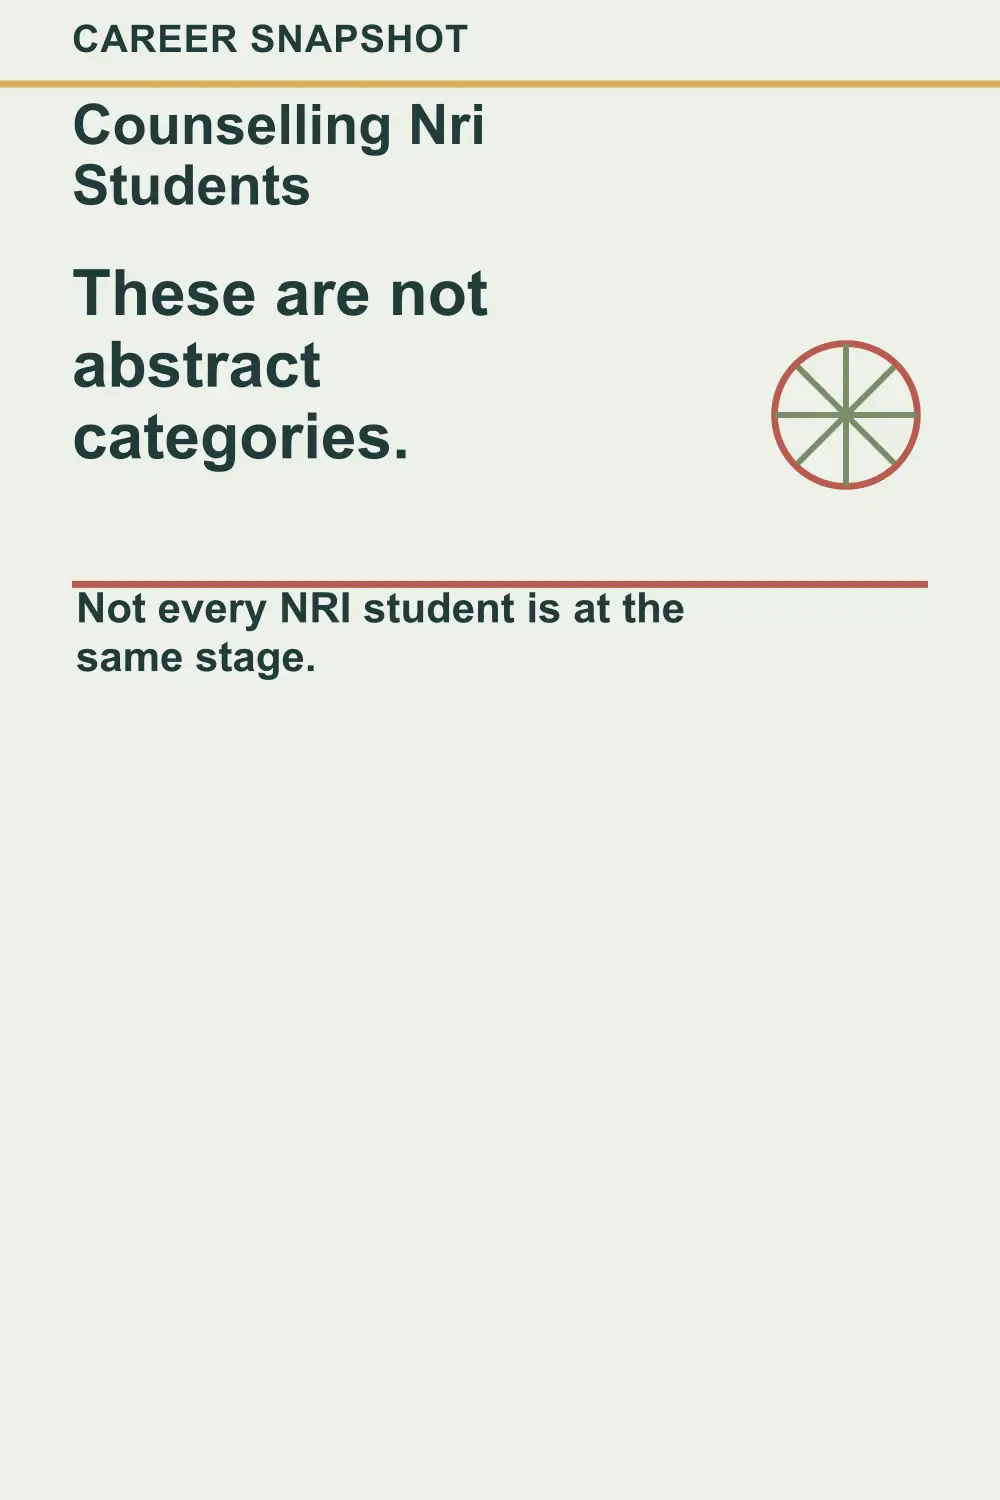 CAREER SNAPSHOT
Counselling Nri
Students
These are not
abstract
categories.
Not every NRI student is at the
same stage.